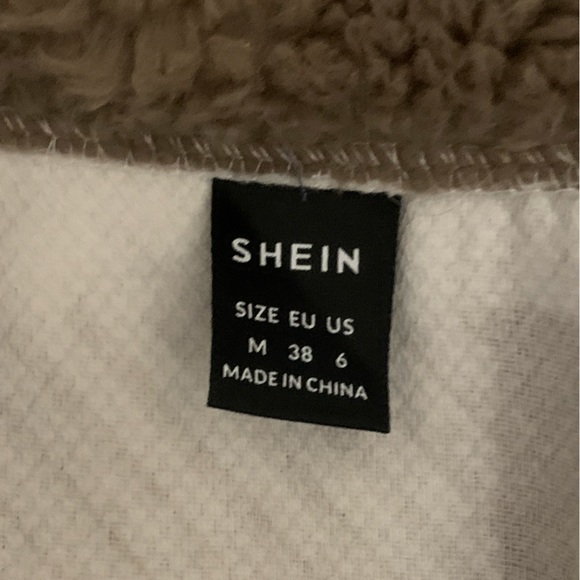 SHEIN
SIZE EU US
M 38 6
MADE IN CHINA